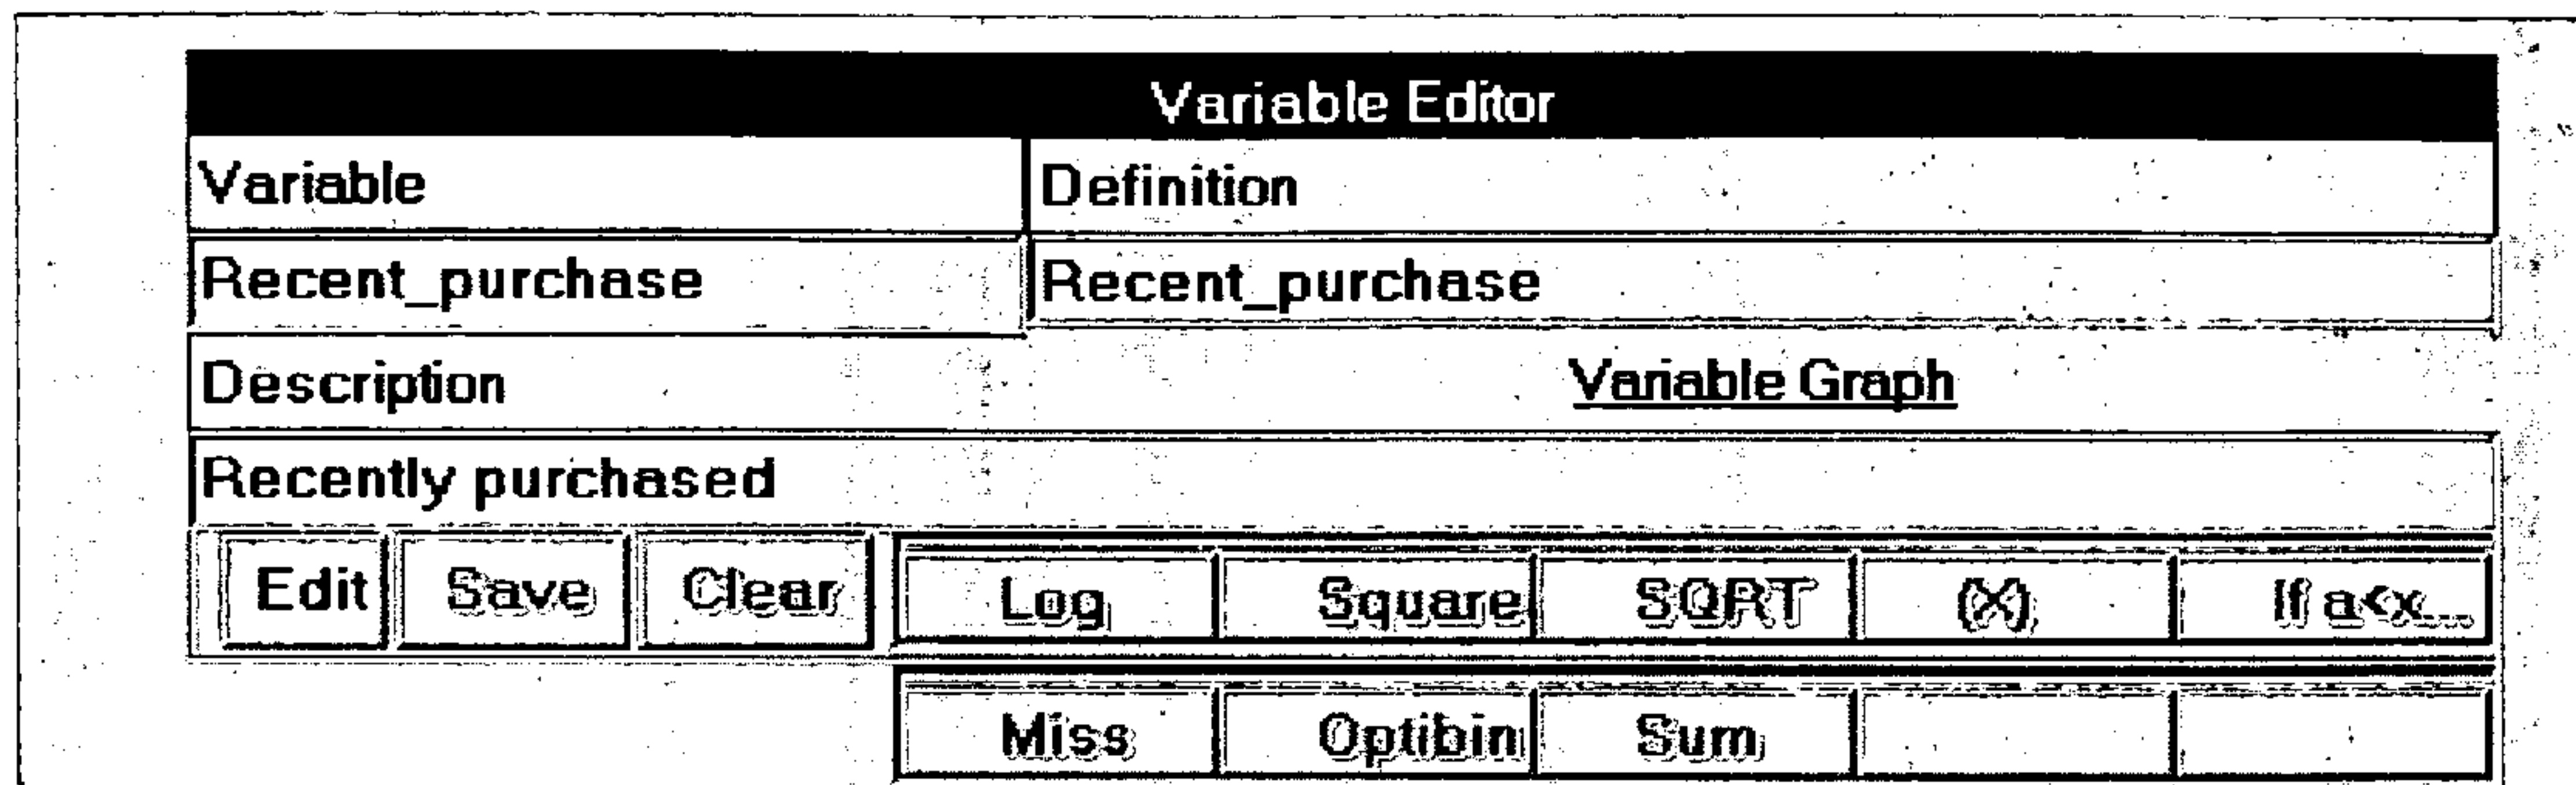 Variable Editor
Variable Definition
Recent_purchase Recent_purchase
Description Variable Graph
Recently purchased
Edit Save Clear Log Square SQRT (X) If a<x...
Miss Optibin Sum